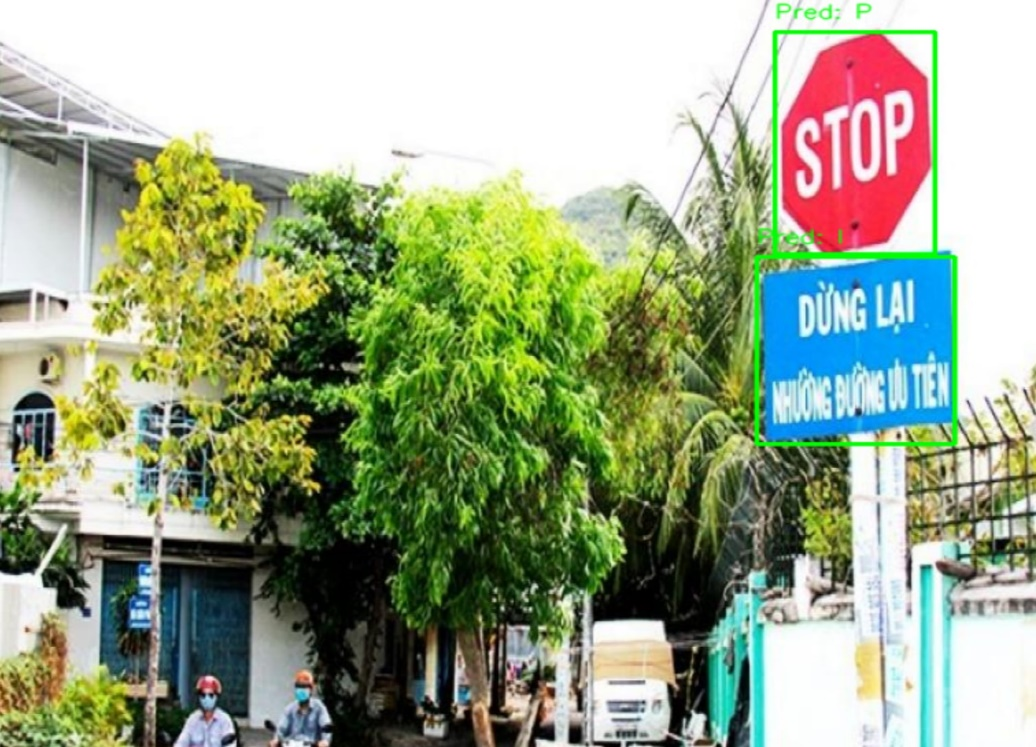 Pred: P
STOP
Pred: I
DỪNG LẠI
NHƯỜNG ĐƯỜNG ƯU TIÊN